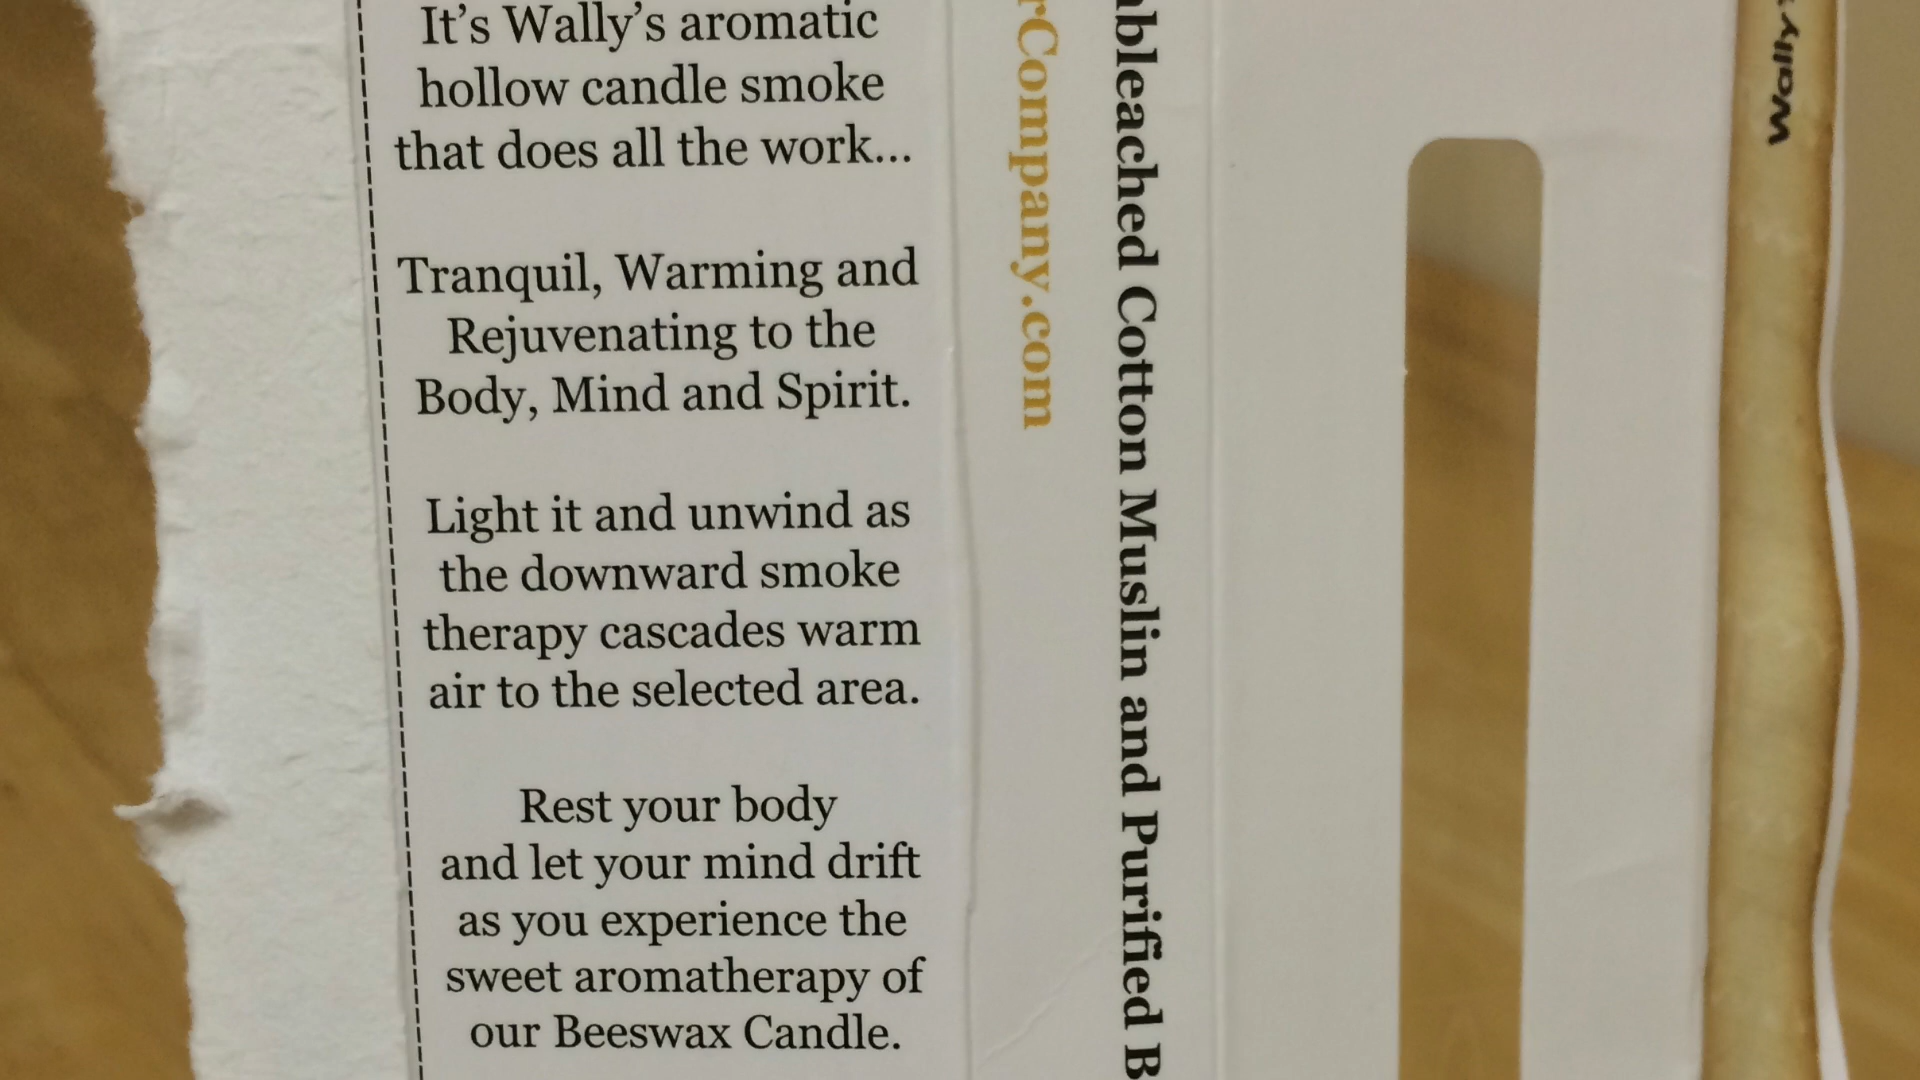 It's Wally's aromatic
hollow candle smoke
that does all the work...
Tranquil, Warming and
Rejuvenating to the
Body, Mind and Spirit.
Light it and unwind as
the downward smoke
therapy cascades warm
air to the selected area.
Rest your body
and let your mind drift
as you experience the
sweet aromatherapy of
our Beeswax Candle.
rCompany.com
bleached Cotton Muslin and Purified B
Wally